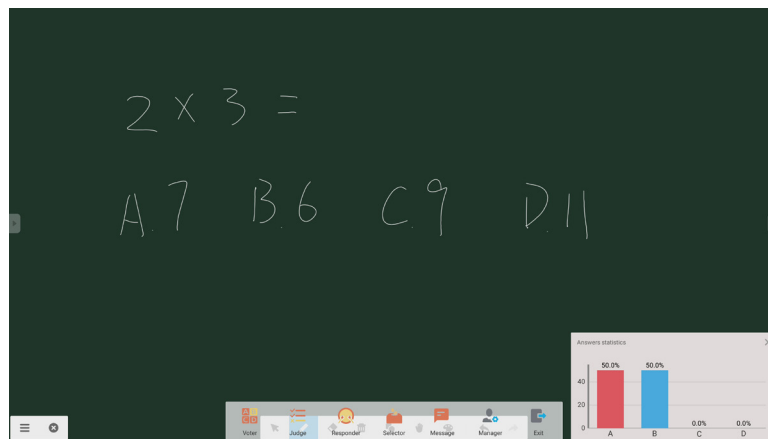 2 × 3 =
A.7 B.6 C.9 D.11
Answers statistics
50.0% 50.0%
40
20
0
0.0% 0.0%
A B C D
Voter Judge Responder Selector Message Manager Exit